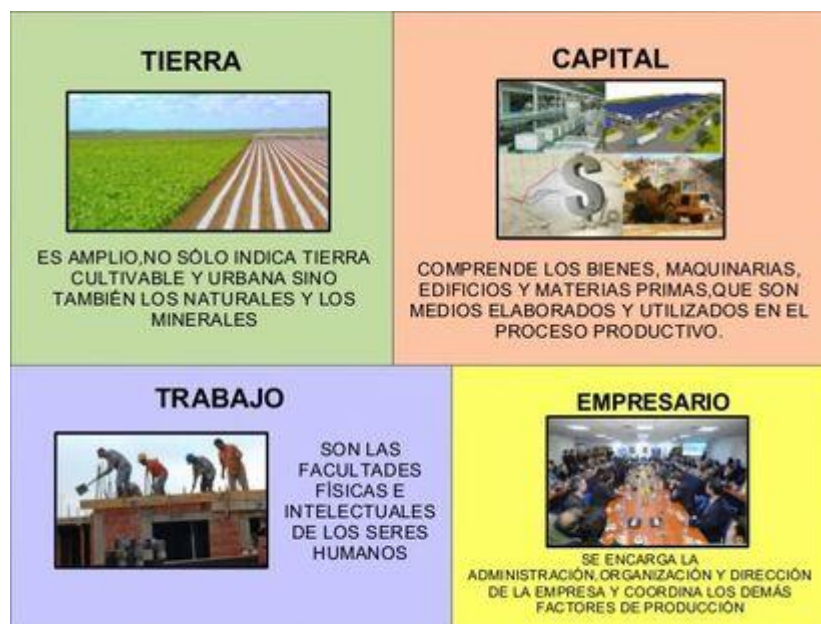 TIERRA
ES AMPLIO,NO SÓLO INDICA TIERRA
CULTIVABLE Y URBANA SINO
TAMBIÉN LOS NATURALES Y LOS
MINERALES
CAPITAL
$
COMPRENDE LOS BIENES, MAQUINARIAS,
EDIFICIOS Y MATERIAS PRIMAS,QUE SON
MEDIOS ELABORADOS Y UTILIZADOS EN EL
PROCESO PRODUCTIVO.
TRABAJO
SON LAS
FACULTADES
FÍSICAS E
INTELECTUALES
DE LOS SERES
HUMANOS
EMPRESARIO
SE ENCARGA LA
ADMINISTRACIÓN,ORGANIZACIÓN Y DIRECCIÓN
DE LA EMPRESA Y COORDINA LOS DEMÁS
FACTORES DE PRODUCCIÓN